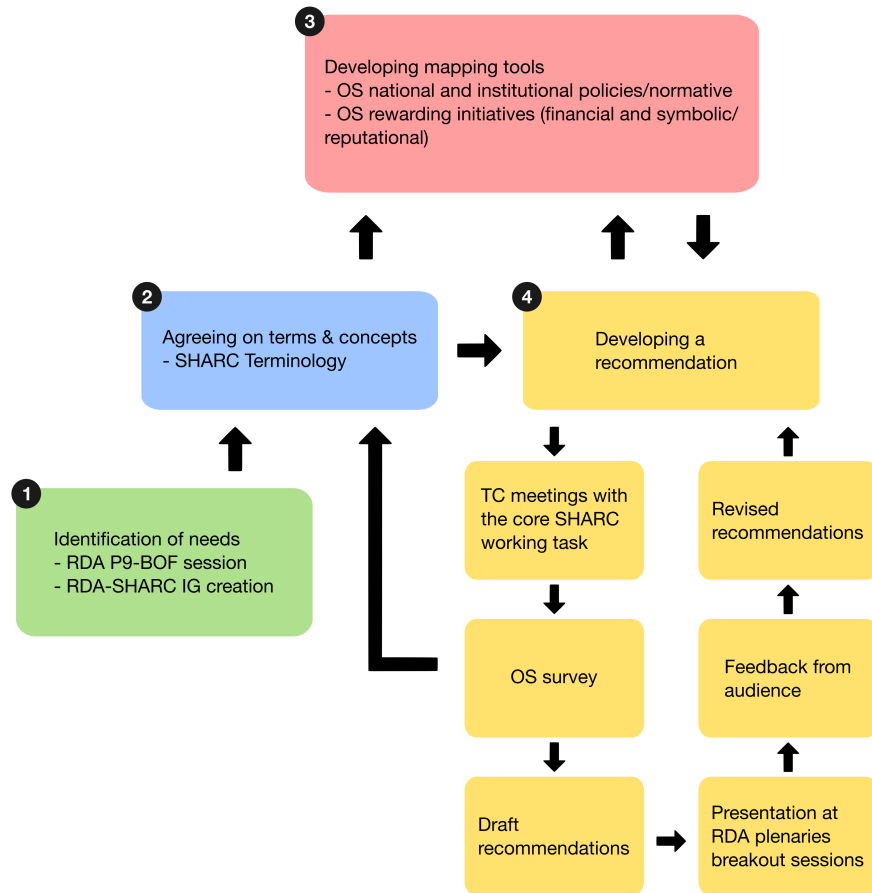 3
Developing mapping tools
- OS national and institutional policies/normative
- OS rewarding initiatives (financial and symbolic/
reputational)
2
Agreeing on terms & concepts
- SHARC Terminology
4
Developing a
recommendation
1
Identification of needs
- RDA P9-BOF session
- RDA-SHARC IG creation
TC meetings with
the core SHARC
working task
Revised
recommendations
OS survey
Feedback from
audience
Draft
recommendations
Presentation at
RDA plenaries
breakout sessions